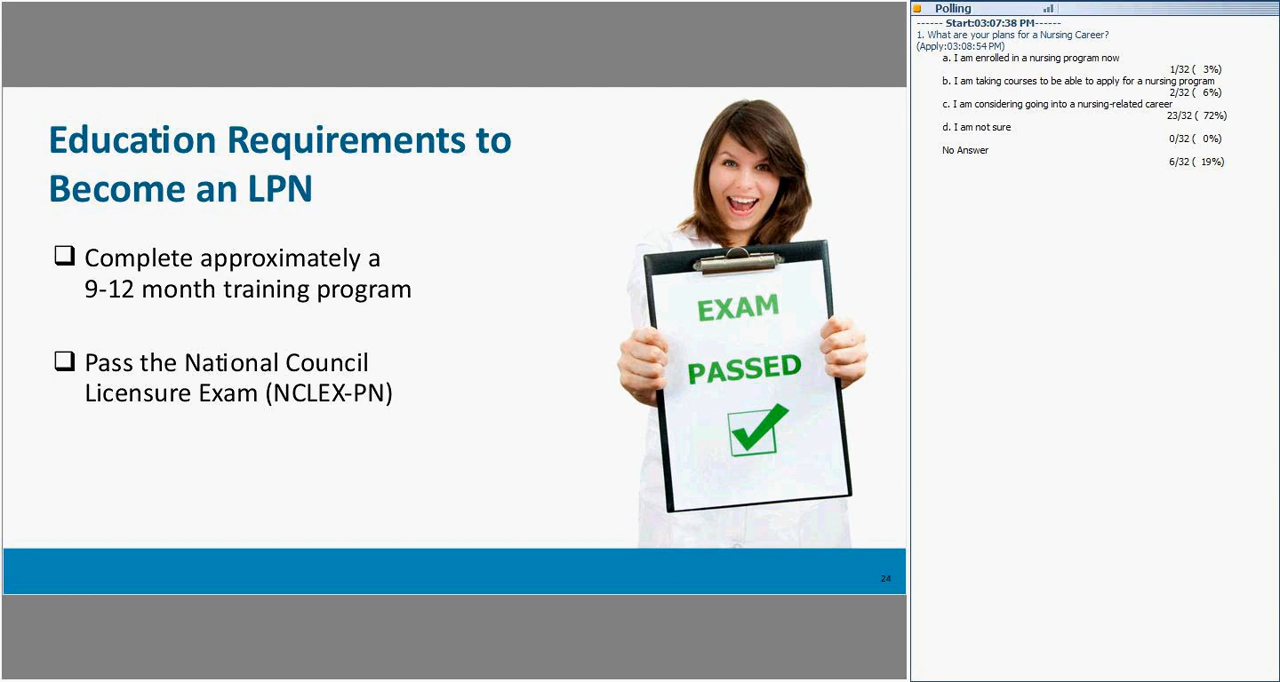 Education Requirements to
Become an LPN
Complete approximately a
9-12 month training program
Pass the National Council
Licensure Exam (NCLEX-PN)
EXAM
PASSED
24
Polling
------ Start:03:07:38 PM------
1. What are your plans for a Nursing Career?
(Apply:03:08:54 PM)
a. I am enrolled in a nursing program now
1/32 ( 3%)
b. I am taking courses to be able to apply for a nursing program
2/32 ( 6%)
c. I am considering going into a nursing-related career
23/32 ( 72%)
d. I am not sure
0/32 ( 0%)
No Answer
6/32 ( 19%)